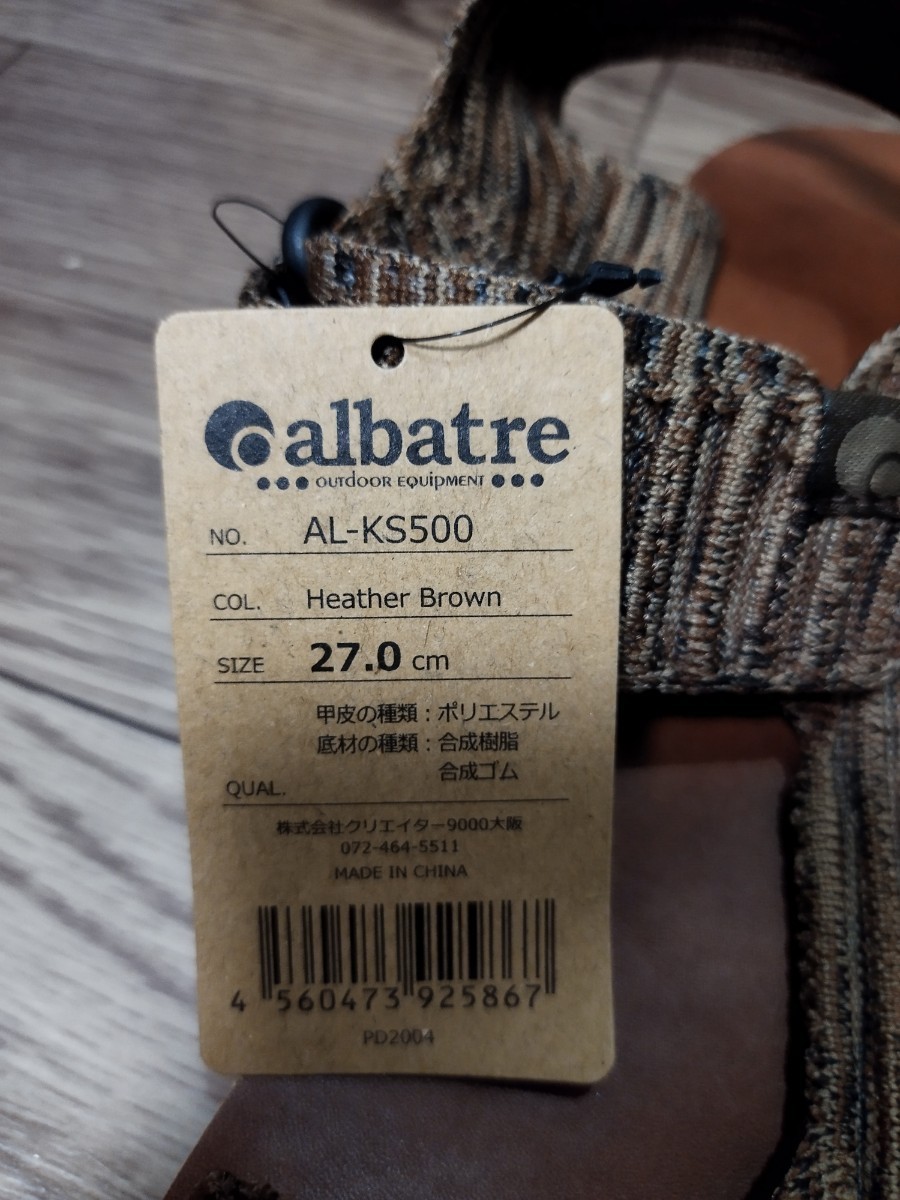 albatre
OUTDOOR EQUIPMENT
NO. AL-KS500
COL. Heather Brown
SIZE 27.0 cm
甲皮の種類：ポリエステル
底材の種類：合成樹脂
合成ゴム
QUAL.
株式会社クリエイター9000大阪
072-464-5511
MADE IN CHINA
4 560473 925867
PD2004